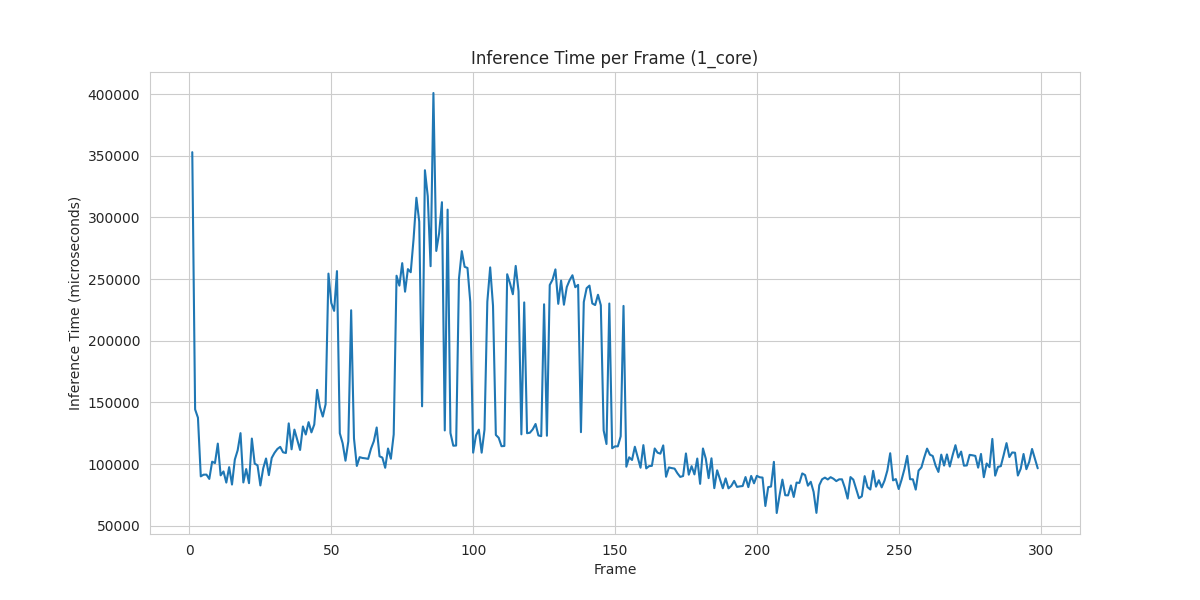 Inference Time per Frame (1_core)
Inference Time (microseconds)
400000
350000
300000
250000
200000
150000
100000
50000
0 50 100 150 200 250 300
Frame